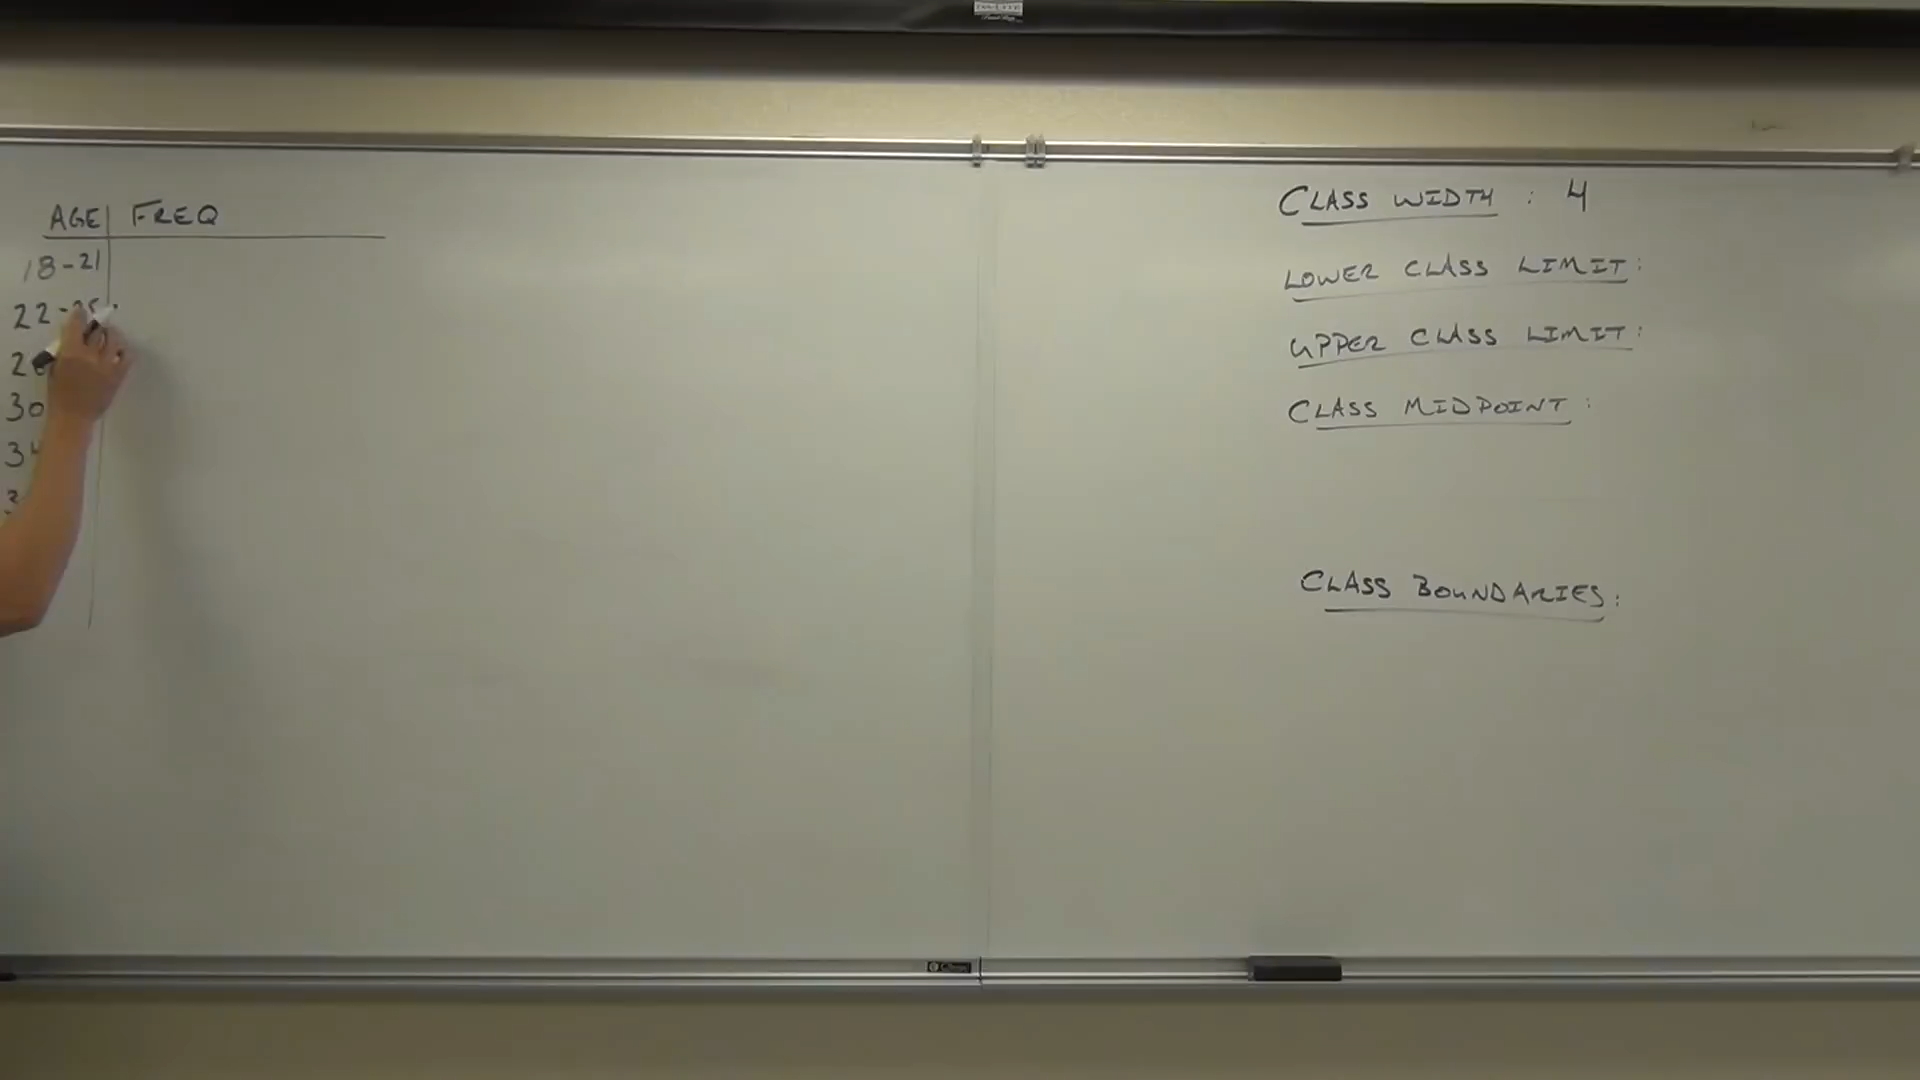 AGE FREQ
18-21
22-25
2
30
34
3
CLASS WIDTH : 4
LOWER CLASS LIMIT:
UPPER CLASS LIMIT:
CLASS MIDPOINT :
CLASS BOUNDARIES: